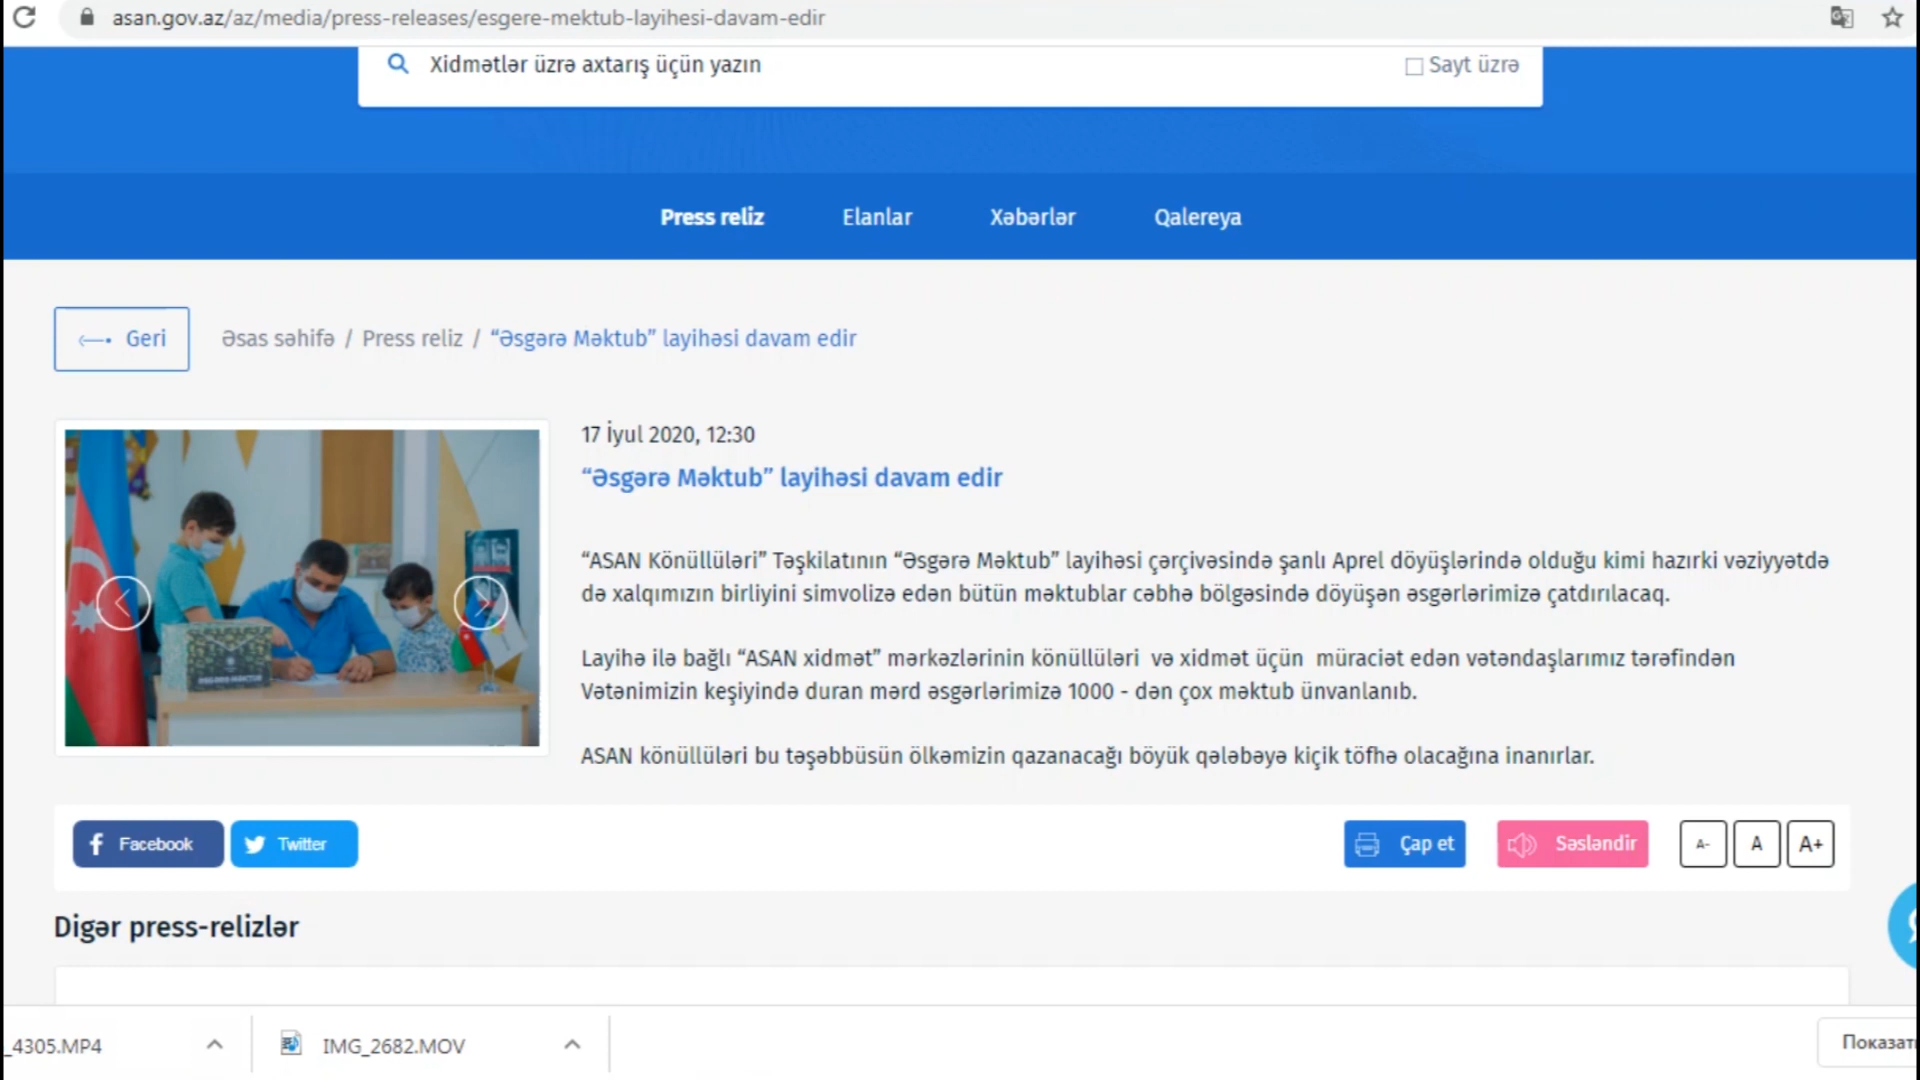 asan.gov.az/az/media/press-releases/esgere-mektub-layihesi-davam-edir
Xidmətlər üzrə axtarış üçün yazın
Sayt üzrə
Press reliz
Elanlar
Xəbərlər
Qalereya
Geri
Əsas səhifə / Press reliz / “Əsgərə Məktub” layihəsi davam edir
17 İyul 2020, 12:30
“Əsgərə Məktub” layihəsi davam edir
“ASAN Könüllüləri” Təşkilatının “Əsgərə Məktub” layihəsi çərçivəsində şanlı Aprel döyüşlərində olduğu kimi hazırki vəziyyətdə
də xalqımızın birliyini simvolizə edən bütün məktublar cəbhə bölgəsində döyüşən əsgərlərimizə çatdırılacaq.
Layihə ilə bağlı “ASAN xidmət” mərkəzlərinin könüllüləri və xidmət üçün müraciət edən vətəndaşlarımız tərəfindən
Vətənimizin keşiyində duran mərd əsgərlərimizə 1000 - dən çox məktub ünvanlanıb.
ASAN könüllüləri bu təşəbbüsün ölkəmizin qazanacağı böyük qələbəyə kiçik töfhə olacağına inanırlar.
ƏSGƏRƏ MƏKTUB
Facebook
Twitter
Çap et
Səsləndir
A-
A
A+
Digər press-relizlər
_4305.MP4
IMG_2682.MOV
Показат